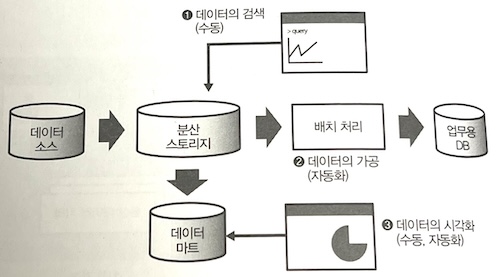 ❶ 데이터의 검색
(수동)
> query
데이터
소스
분산
스토리지
배치 처리
업무용
DB
❷ 데이터의 가공
(자동화)
데이터
마트
❸ 데이터의 시각화
(수동, 자동화)